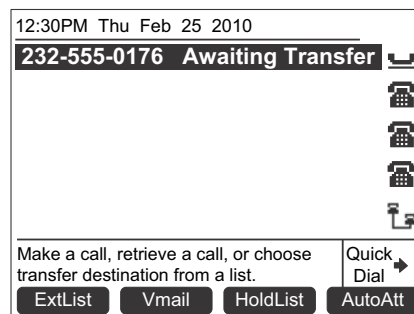 12:30PM Thu Feb 25 2010
232-555-0176 Awaiting Transfer
Make a call, retrieve a call, or choose
transfer destination from a list.
Quick
Dial
ExtList Vmail HoldList AutoAtt